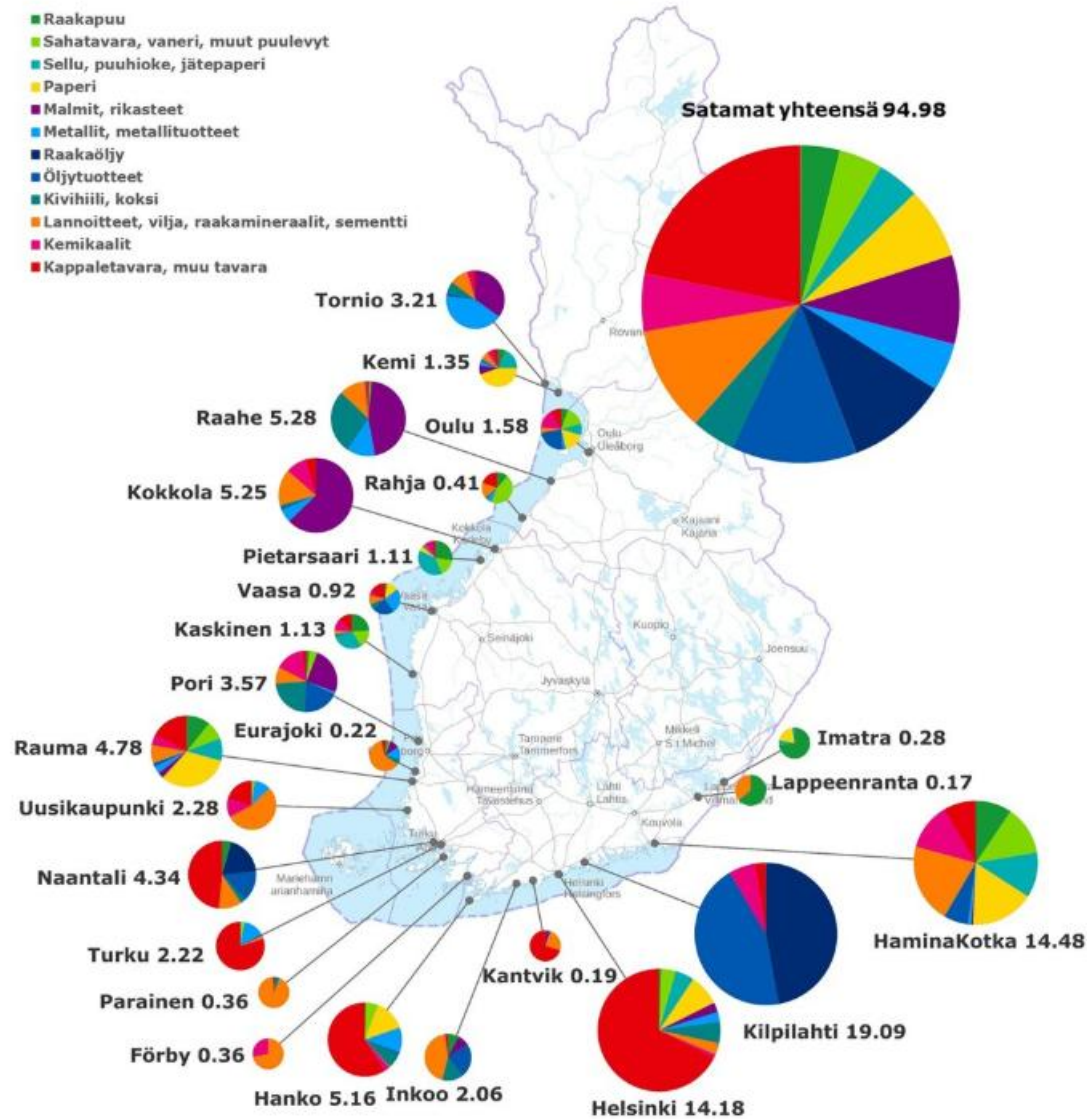 Raakapuu
Sahatavara, vaneri, muut puulevyt
Sellu, puuhioke, jätepaperi
Paperi
Malmit, rikasteet
Metallit, metallituotteet
Raakaöljy
Öljytuotteet
Kivihiili, koksi
Lannoitteet, vilja, raakamineraalit, sementti
Kemikaalit
Kappaletavara, muu tavara
Satamat yhteensä 94.98
Tornio 3.21
Rovan
Kemi 1.35
Raahe 5.28
Oulu 1.58
Oulu
Uleåborg
Rahja 0.41
Kokkola 5.25
Kajaani
Kajana
Kokkola
Pietarsaari 1.11
Vaasa 0.92
Kaskinen 1.13
Seinäjoki
Kuopio
Joensuu
Pori 3.57
Jyväskylä
Eurajoki 0.22
Rauma 4.78
Tampere
Tammerfors
Mikkeli
S:t Michel
Imatra 0.28
Lappeenranta 0.17
Uusikaupunki 2.28
Hämeenlinna
Tavastehus
Lahti
Lahtis
Kouvola
Turku
Naantali 4.34
Helsinki
Helsingfors
HaminaKotka 14.48
Turku 2.22
Kantvik 0.19
Kilpilahti 19.09
Parainen 0.36
Förby 0.36
Hanko 5.16
Inkoo 2.06
Helsinki 14.18